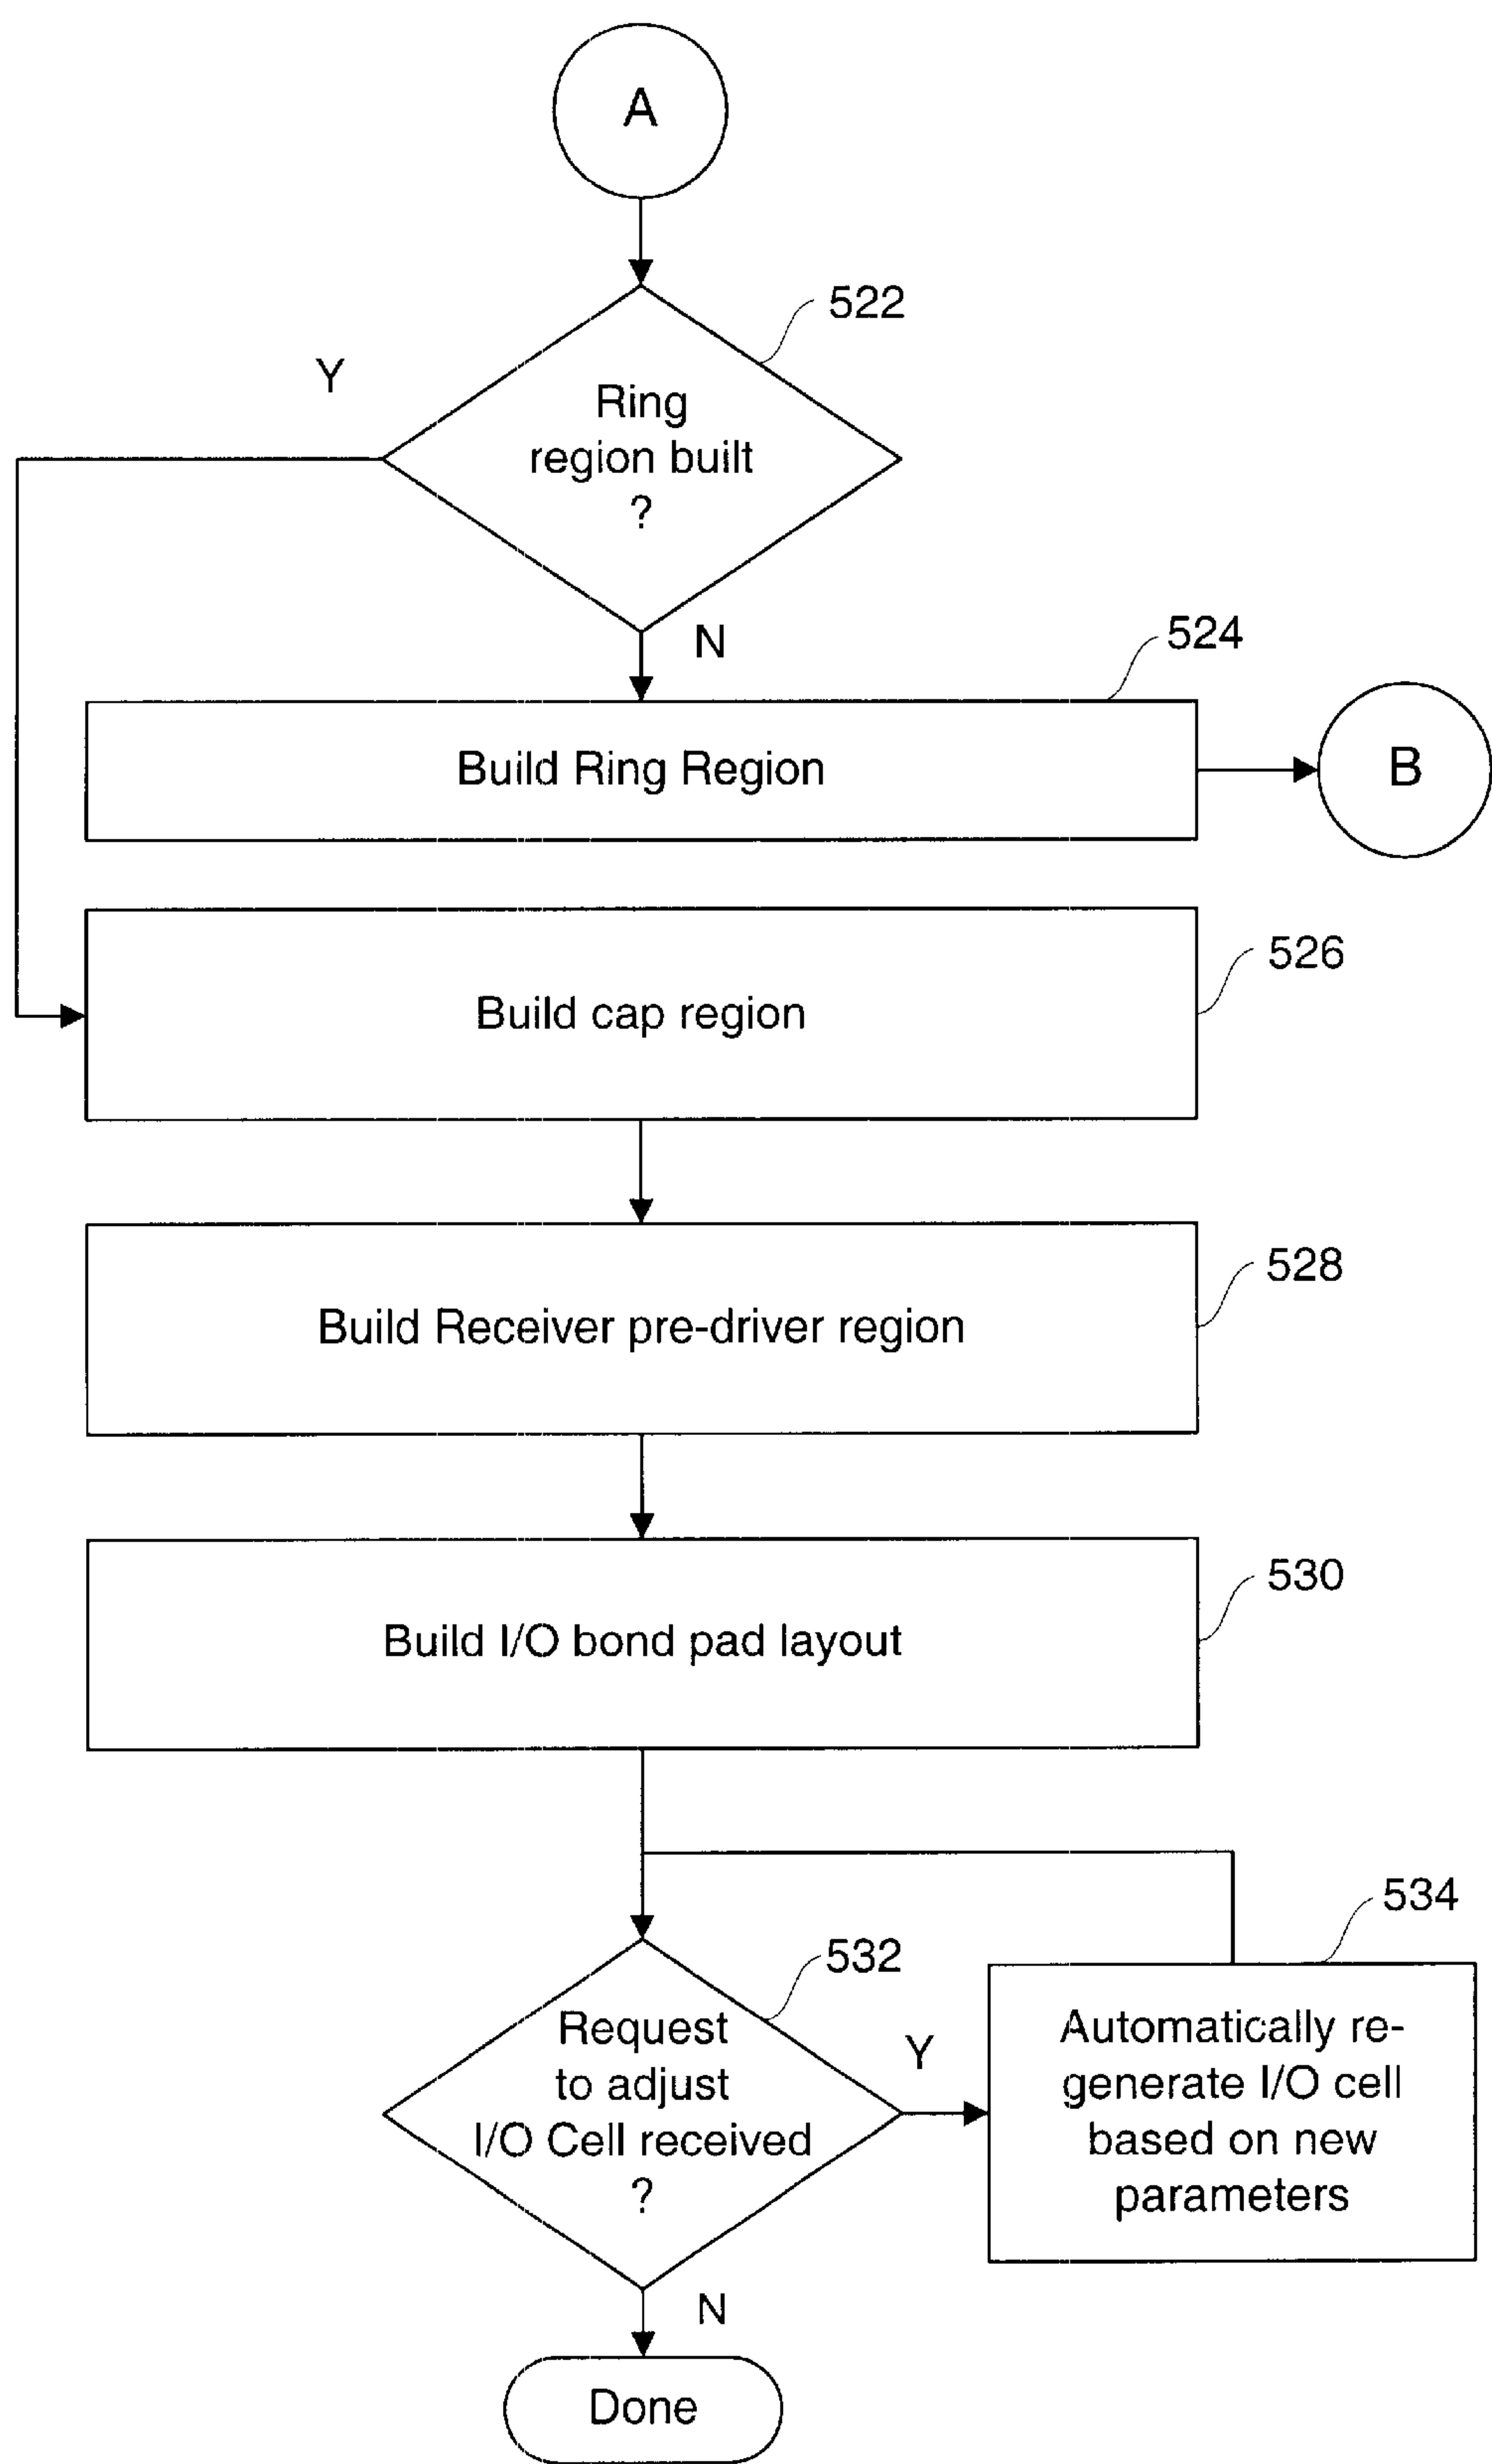 A
522
Y
Ring
region built
?
N
524
Build Ring Region
B
526
Build cap region
528
Build Receiver pre-driver region
530
Build I/O bond pad layout
534
532
Request
to adjust
I/O Cell received
?
Y
Automatically re-
generate I/O cell
based on new
parameters
N
Done